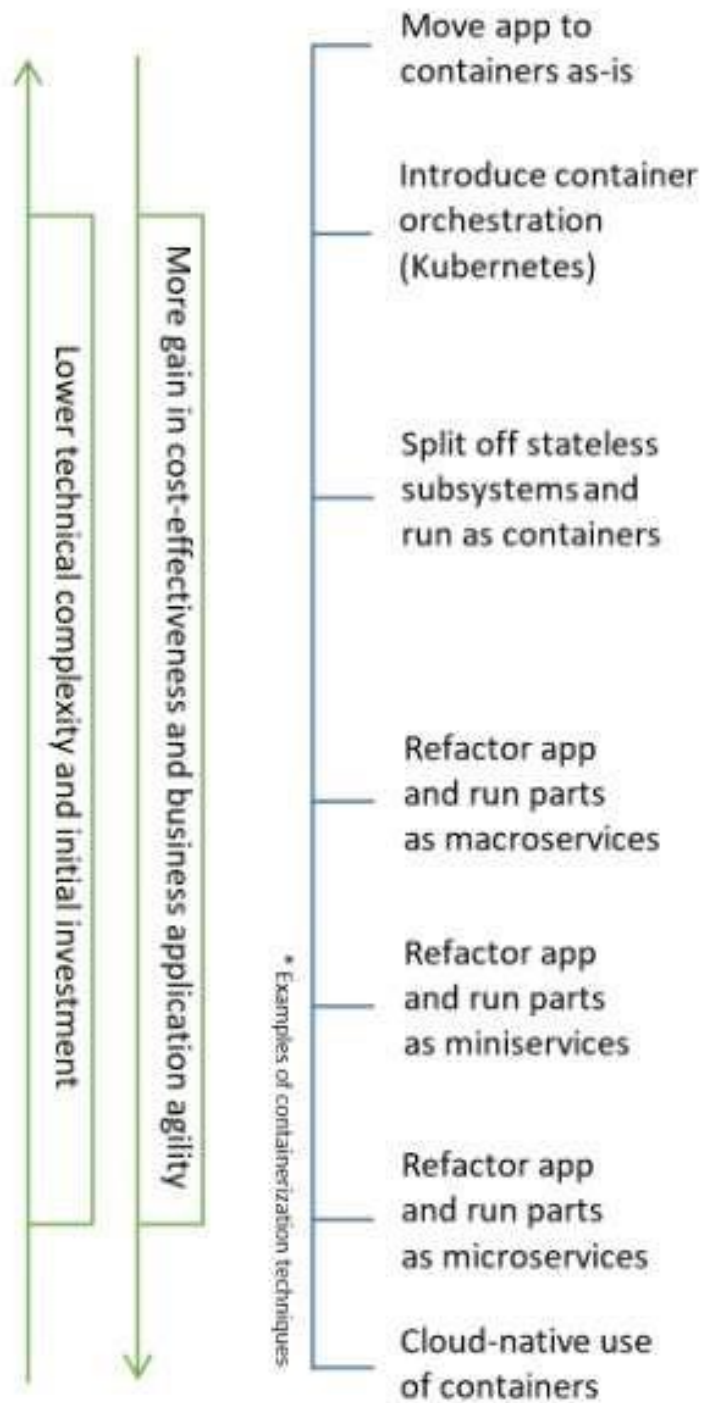 Move app to
containers as-is
Introduce container
orchestration
(Kubernetes)
Split off stateless
subsystems and
run as containers
Refactor app
and run parts
as macroservices
Refactor app
and run parts
as miniservices
Refactor app
and run parts
as microservices
Cloud-native use
of containers
* Examples of containerization techniques
More gain in cost-effectiveness and business application agility
Lower technical complexity and initial investment